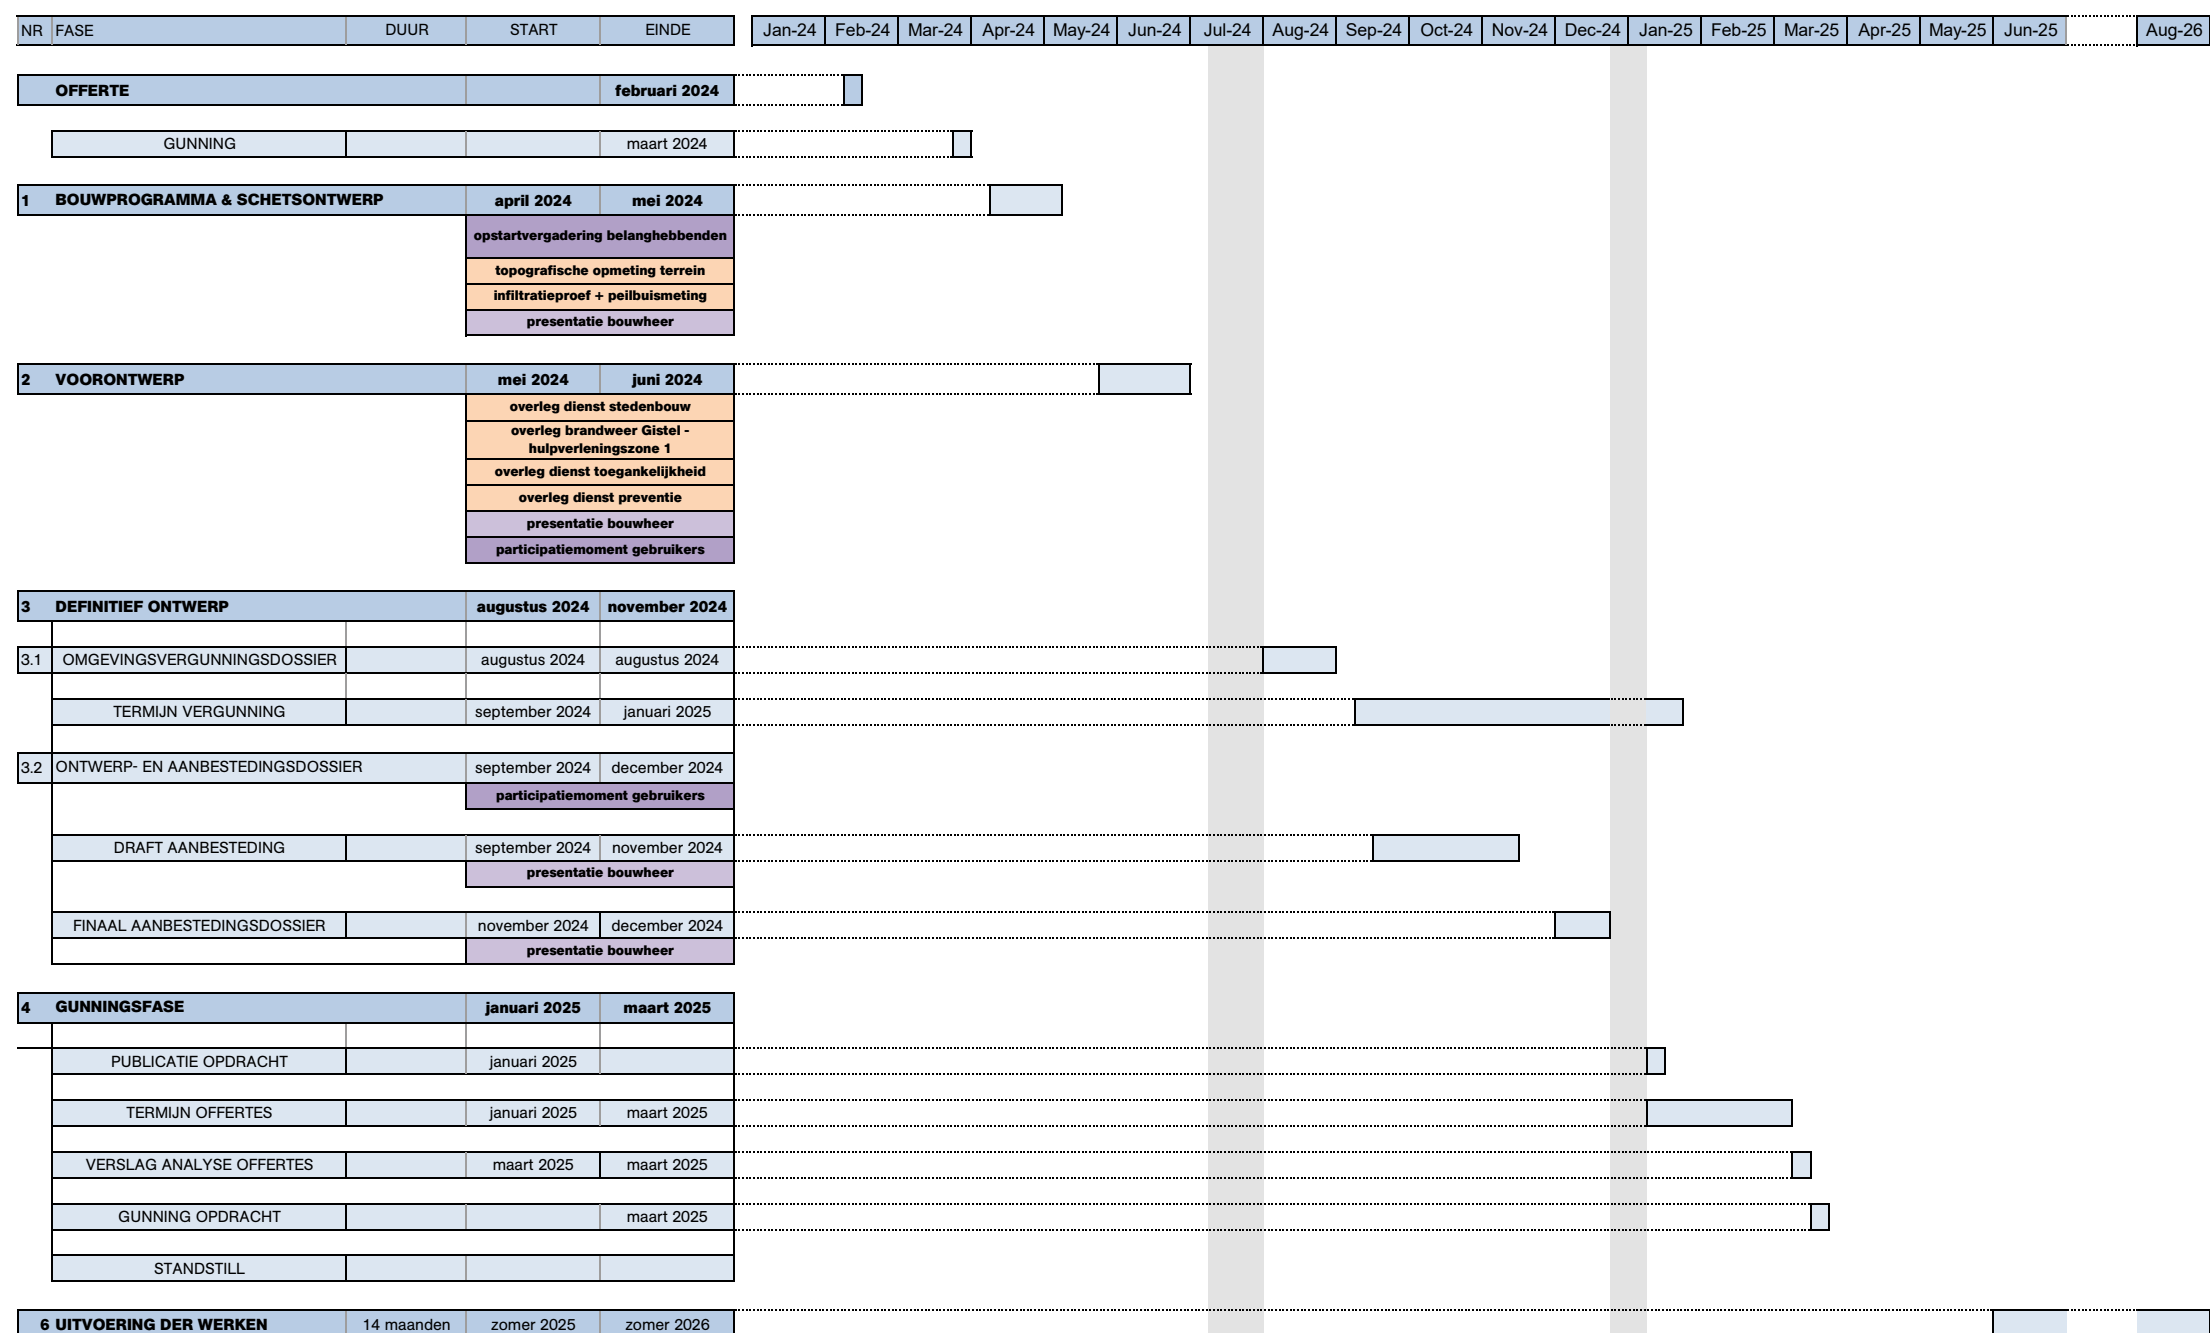 NR FASE DUUR START EINDE Jan-24 Feb-24 Mar-24 Apr-24 May-24 Jun-24 Jul-24 Aug-24 Sep-24 Oct-24 Nov-24 Dec-24 Jan-25 Feb-25 Mar-25 Apr-25 May-25 Jun-25 Aug-26
OFFERTE februari 2024
GUNNING maart 2024
1 BOUWPROGRAMMA & SCHETSONTWERP april 2024 mei 2024
opstartvergadering belanghebbenden
topografische opmeting terrein
infiltratieproef + peilbuismeting
presentatie bouwheer
2 VOORONTWERP mei 2024 juni 2024
overleg dienst stedenbouw
overleg brandweer Gistel -
hulpverleningszone 1
overleg dienst toegankelijkheid
overleg dienst preventie
presentatie bouwheer
participatiemoment gebruikers
3 DEFINITIEF ONTWERP augustus 2024 november 2024
3.1 OMGEVINGSVERGUNNINGSDOSSIER augustus 2024 augustus 2024
TERMIJN VERGUNNING september 2024 januari 2025
3.2 ONTWERP- EN AANBESTEDINGSDOSSIER september 2024 december 2024
participatiemoment gebruikers
DRAFT AANBESTEDING september 2024 november 2024
presentatie bouwheer
FINAAL AANBESTEDINGSDOSSIER november 2024 december 2024
presentatie bouwheer
4 GUNNINGSFASE januari 2025 maart 2025
PUBLICATIE OPDRACHT januari 2025
TERMIJN OFFERTES januari 2025 maart 2025
VERSLAG ANALYSE OFFERTES maart 2025 maart 2025
GUNNING OPDRACHT maart 2025
STANDSTILL
6 UITVOERING DER WERKEN 14 maanden zomer 2025 zomer 2026